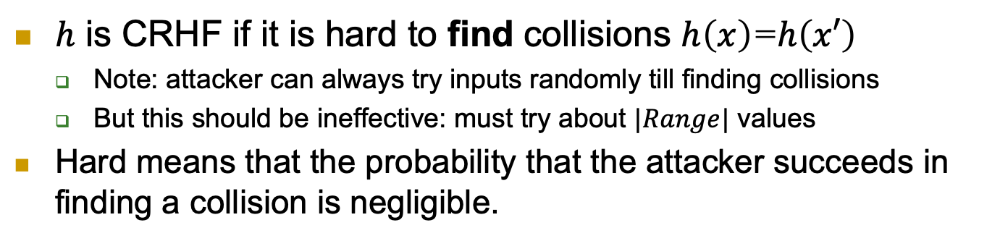 h is CRHF if it is hard to find collisions h(x)=h(x′)
Note: attacker can always try inputs randomly till finding collisions
But this should be ineffective: must try about |Range| values
Hard means that the probability that the attacker succeeds in
finding a collision is negligible.